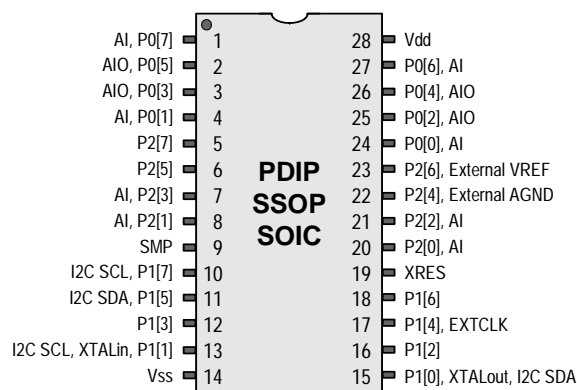 AI, P0[7] 1 28 Vdd
AIO, P0[5] 2 27 P0[6], AI
AIO, P0[3] 3 26 P0[4], AIO
AI, P0[1] 4 25 P0[2], AIO
P2[7] 5 24 P0[0], AI
P2[5] 6 PDIP 23 P2[6], External VREF
AI, P2[3] 7 SSOP 22 P2[4], External AGND
AI, P2[1] 8 SOIC 21 P2[2], AI
SMP 9 20 P2[0], AI
I2C SCL, P1[7] 10 19 XRES
I2C SDA, P1[5] 11 18 P1[6]
P1[3] 12 17 P1[4], EXTCLK
I2C SCL, XTALin, P1[1] 13 16 P1[2]
Vss 14 15 P1[0], XTALout, I2C SDA